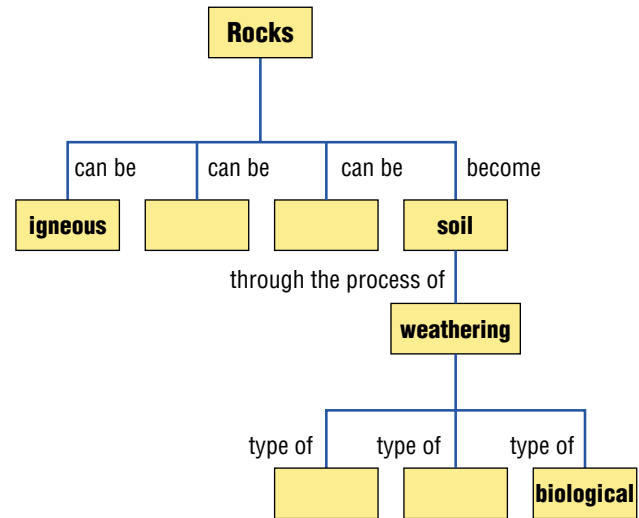 Rocks
can be can be can be become
igneous soil
through the process of
weathering
type of type of type of
biological